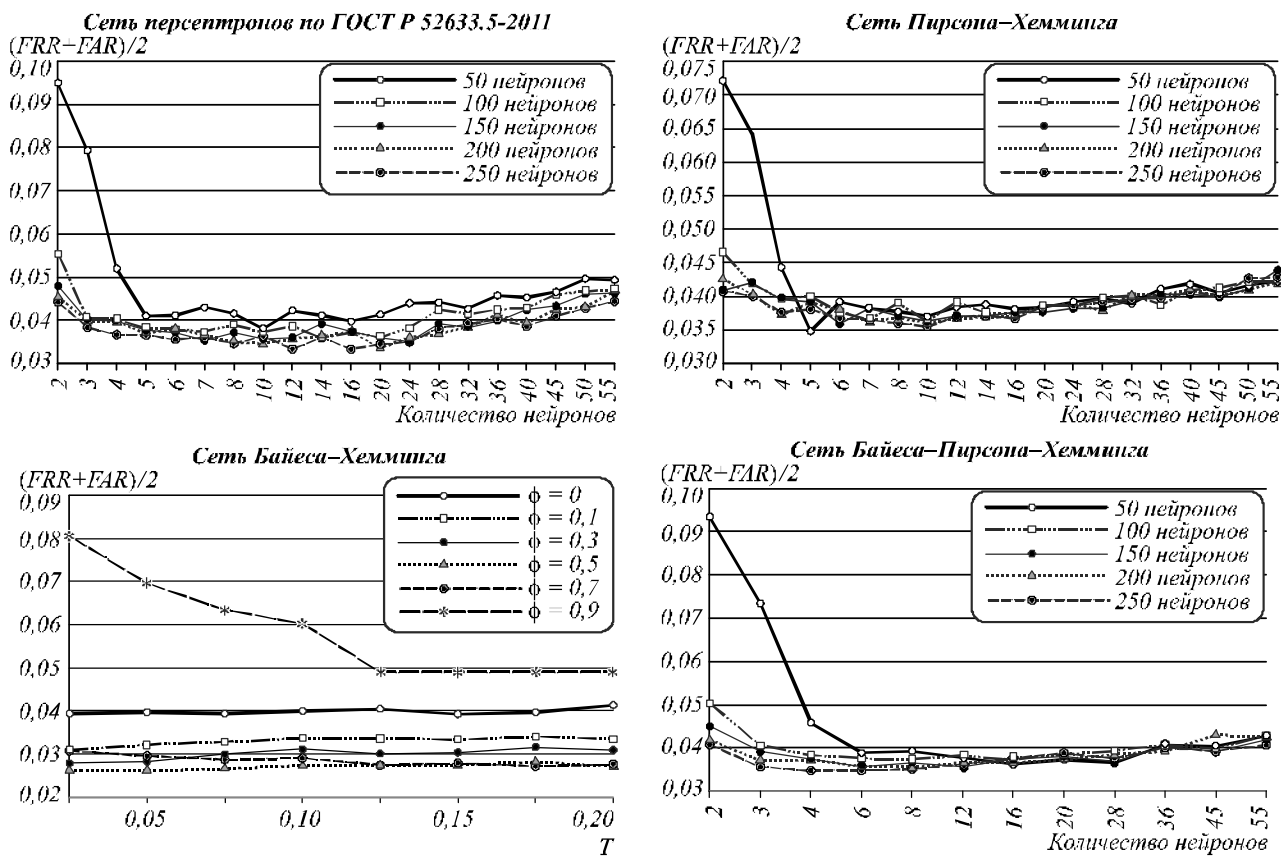 Сеть персептронов по ГОСТ Р 52633.5-2011
(FRR+FAR)/2
0,10
0,09
0,08
0,07
0,06
0,05
0,04
0,03
50 нейронов
100 нейронов
150 нейронов
200 нейронов
250 нейронов
2 3 4 5 6 7 8 10 12 14 16 20 24 28 32 36 40 45 50 55
Количество нейронов
Сеть Пирсона–Хемминга
(FRR+FAR)/2
0,075
0,070
0,065
0,060
0,055
0,050
0,045
0,040
0,035
0,030
50 нейронов
100 нейронов
150 нейронов
200 нейронов
250 нейронов
2 3 4 5 6 7 8 10 12 14 16 20 24 28 32 36 40 45 50 55
Количество нейронов
Сеть Байеса–Хемминга
(FRR+FAR)/2
0,09
0,08
0,07
0,06
0,05
0,04
0,03
0,02
ϕ = 0
ϕ = 0,1
ϕ = 0,3
ϕ = 0,5
ϕ = 0,7
ϕ = 0,9
0,05 0,10 0,15 0,20
T
Сеть Байеса–Пирсона–Хемминга
(FRR+FAR)/2
0,10
0,09
0,08
0,07
0,06
0,05
0,04
0,03
50 нейронов
100 нейронов
150 нейронов
200 нейронов
250 нейронов
2 3 4 6 8 12 16 20 28 36 45 55
Количество нейронов